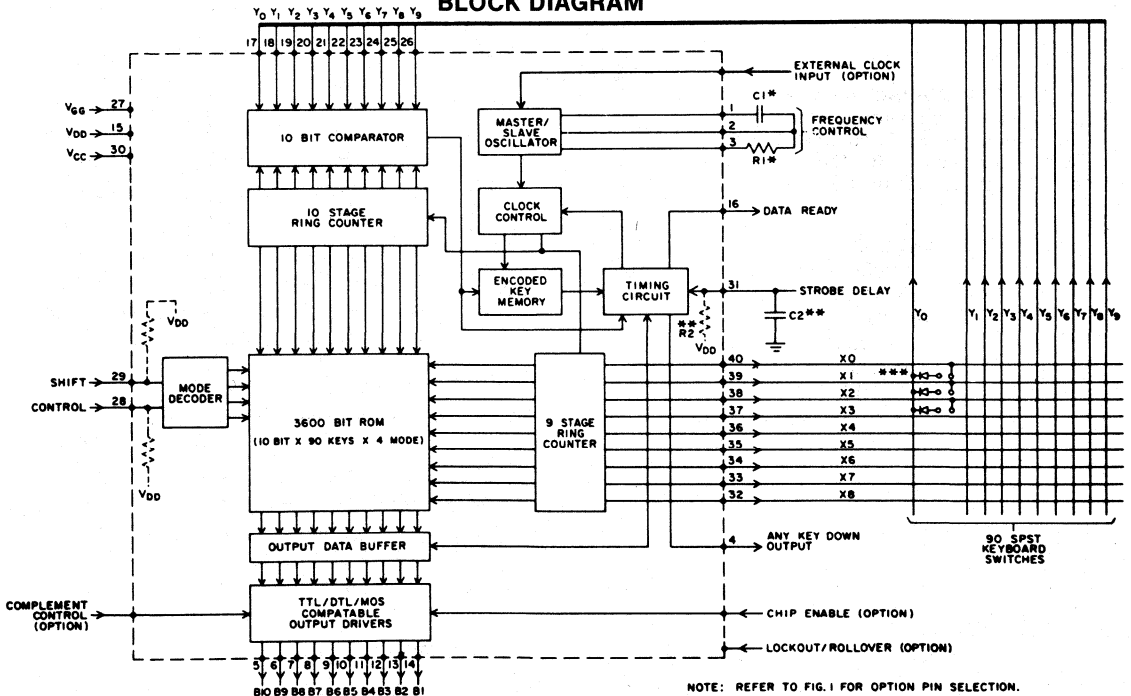 BLOCK DIAGRAM
Y0 Y1 Y2 Y3 Y4 Y5 Y6 Y7 Y8 Y9
17 18 19 20 21 22 23 24 25 26
EXTERNAL CLOCK
INPUT (OPTION)
VGG 27
VDD 15
VCC 30
10 BIT COMPARATOR
MASTER/
SLAVE
OSCILLATOR
1 C1*
2
3 R1*
FREQUENCY
CONTROL
10 STAGE
RING COUNTER
CLOCK
CONTROL
16 DATA READY
ENCODED
KEY
MEMORY
TIMING
CIRCUIT
31 STROBE DELAY
C2**
**
R2
VDD
Y0 Y1 Y2 Y3 Y4 Y5 Y6 Y7 Y8 Y9
VDD
SHIFT 29
CONTROL 28
VDD
MODE
DECODER
3600 BIT ROM
(10 BIT X 90 KEYS X 4 MODE)
9 STAGE
RING
COUNTER
40 X0
39 X1 ***
38 X2
37 X3
36 X4
35 X5
34 X6
33 X7
32 X8
90 SPST
KEYBOARD
SWITCHES
OUTPUT DATA BUFFER
4 ANY KEY DOWN
OUTPUT
COMPLEMENT
CONTROL
(OPTION)
TTL/DTL/MOS
COMPATABLE
OUTPUT DRIVERS
CHIP ENABLE (OPTION)
LOCKOUT/ROLLOVER (OPTION)
5 6 7 8 9 10 11 12 13 14
B10 B9 B8 B7 B6 B5 B4 B3 B2 B1
NOTE: REFER TO FIG. 1 FOR OPTION PIN SELECTION.